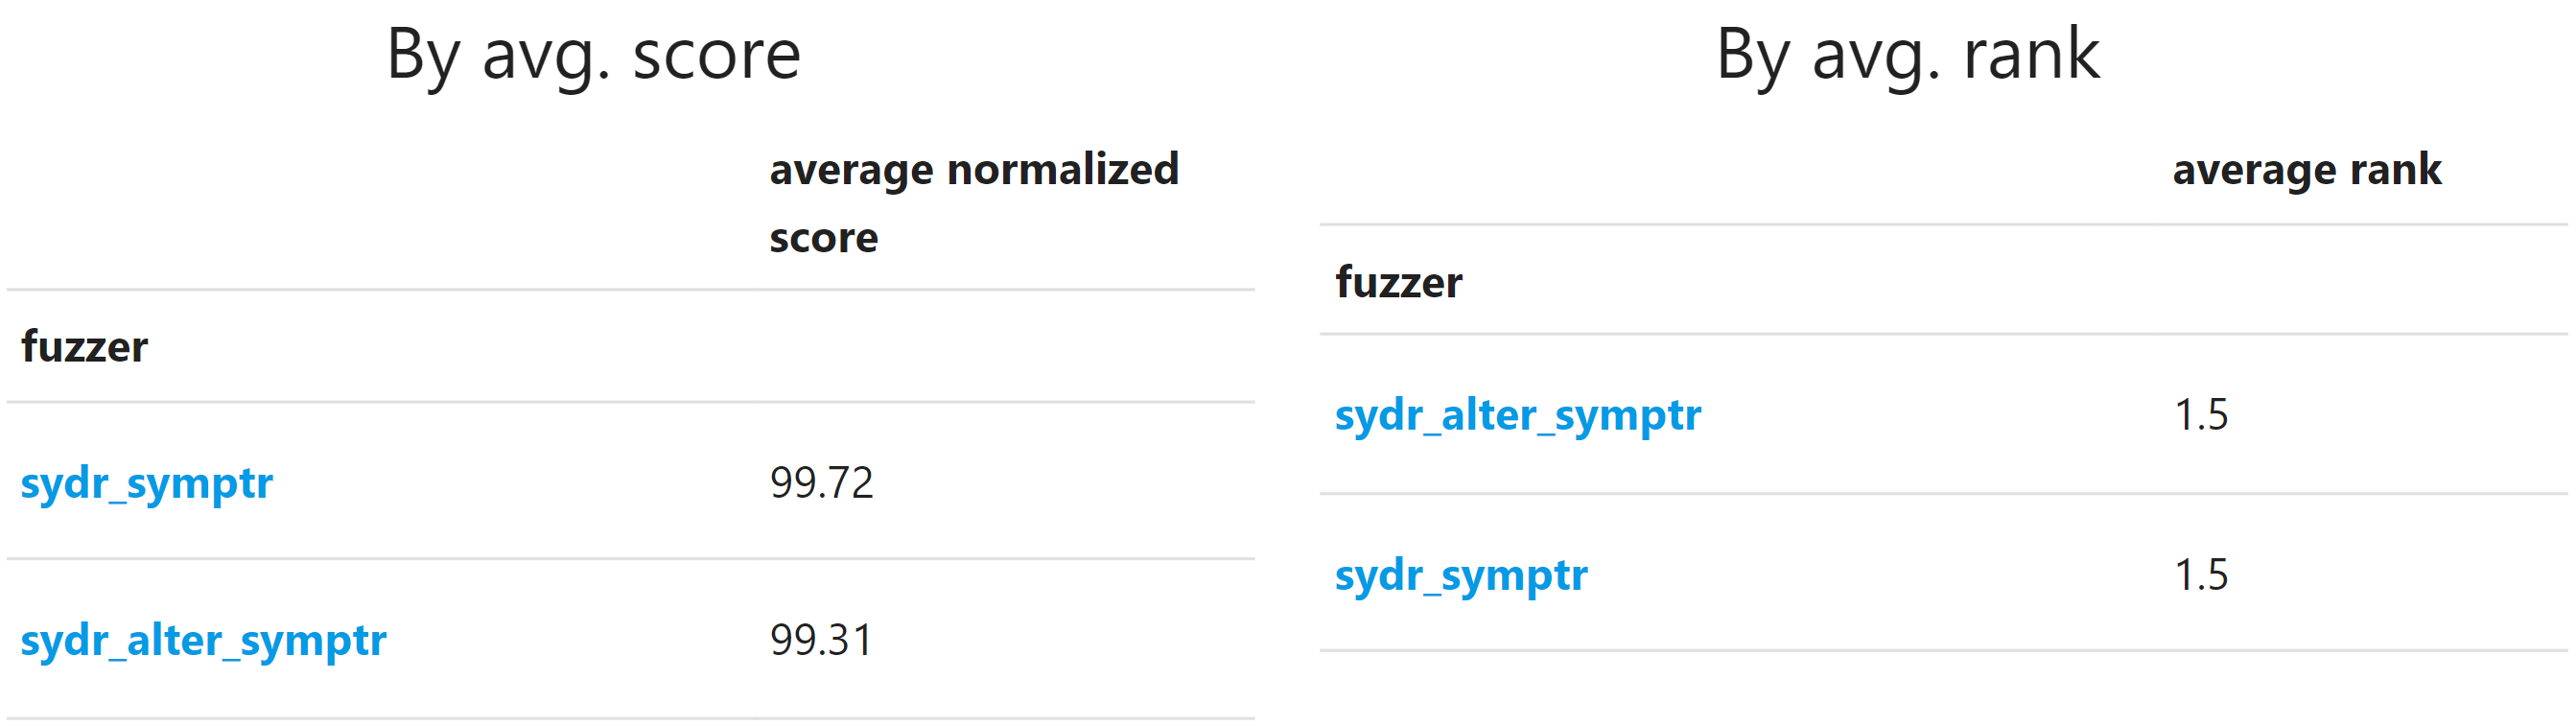 By avg. score
average normalized
score
fuzzer
sydr_symptr 99.72
sydr_alter_symptr 99.31
By avg. rank
average rank
fuzzer
sydr_alter_symptr 1.5
sydr_symptr 1.5